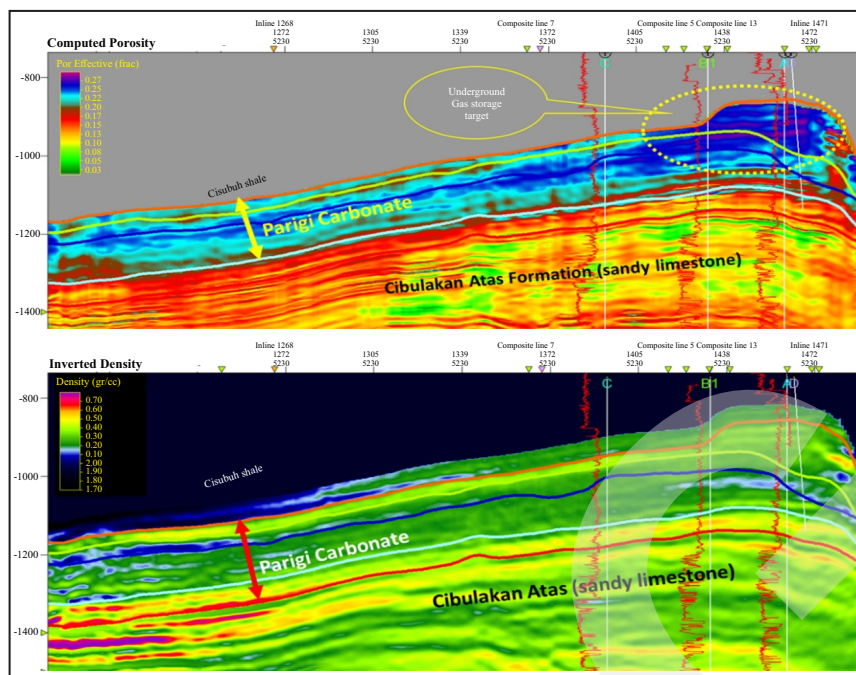 Inline 1268 Composite line 7 Composite line 5 Composite line 13 Inline 1471
Computed Porosity
1272 1305 1339 1372 1405 1438 1472
5230 5230 5230 5230 5230 5230 5230
Por Effective (frac)
0.27
0.25
0.22
0.20
0.17
0.15
0.13
0.10
0.08
0.05
0.03
-800
-1000
-1200
-1400
C
B1
A
Underground
Gas storage
target
Cisubuh shale
Parigi Carbonate
Cibulakan Atas Formation (sandy limestone)
Inline 1268 Composite line 7 Composite line 5 Composite line 13 Inline 1471
Inverted Density
1272 1305 1339 1372 1405 1438 1472
5230 5230 5230 5230 5230 5230 5230
Density (gr/cc)
0.70
0.60
0.50
0.40
0.30
0.20
2.10
2.00
1.90
1.80
1.70
-800
-1000
-1200
-1400
C
B1
A
D
Cisubuh shale
Parigi Carbonate
Cibulakan Atas (sandy limestone)